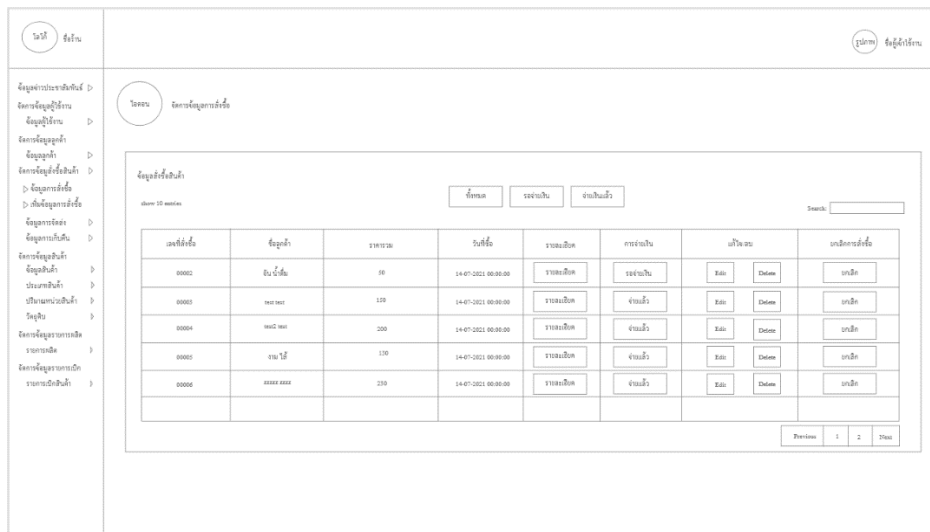 โลโก้ ชื่อร้าน
รูปภาพ ชื่อผู้เข้าใช้งาน
ข้อมูลข่าวประชาสัมพันธ์
จัดการข้อมูลผู้ใช้งาน
ข้อมูลผู้ใช้งาน
จัดการข้อมูลลูกค้า
ข้อมูลลูกค้า
จัดการข้อมูลสั่งซื้อสินค้า
ข้อมูลการสั่งซื้อ
เพิ่มข้อมูลการสั่งซื้อ
ข้อมูลการจัดส่ง
ข้อมูลการเก็บคืน
จัดการข้อมูลสินค้า
ข้อมูลสินค้า
ประเภทสินค้า
ปริมาณหน่วยสินค้า
วัตถุดิบ
จัดการข้อมูลรายการผลิต
รายการผลิต
จัดการข้อมูลรายการเบิก
รายการเบิกสินค้า
ไอคอน จัดการข้อมูลการสั่งซื้อ
ข้อมูลสั่งซื้อสินค้า
ทั้งหมด รอจ่ายเงิน จ่ายเงินแล้ว
show 10 entries
Search:
เลขที่สั่งซื้อ ชื่อลูกค้า ราคารวม วันที่ซื้อ รายละเอียด การจ่ายเงิน แก้ไข/ลบ ยกเลิกการสั่งซื้อ
00002 จีน น้ำดื่ม 50 14-07-2021 00:00:00 รายละเอียด รอจ่ายเงิน Edit Delete ยกเลิก
00003 test test 120 14-07-2021 00:00:00 รายละเอียด จ่ายแล้ว Edit Delete ยกเลิก
00004 test2 test 200 14-07-2021 00:00:00 รายละเอียด จ่ายแล้ว Edit Delete ยกเลิก
00005 130 14-07-2021 00:00:00 รายละเอียด จ่ายแล้ว Edit Delete ยกเลิก
00006 250 14-07-2021 00:00:00 รายละเอียด จ่ายแล้ว Edit Delete ยกเลิก
Previous 1 2 Next